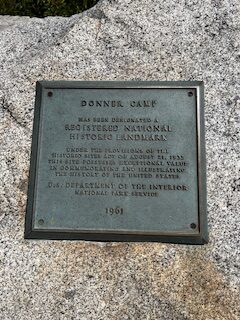 DONNER CAMP
HAS BEEN DESIGNATED A
REGISTERED NATIONAL
HISTORIC LANDMARK
UNDER THE PROVISIONS OF THE
HISTORIC SITES ACT OF AUGUST 21, 1935
THIS SITE POSSESSES EXCEPTIONAL VALUE
IN COMMEMORATING AND ILLUSTRATING
THE HISTORY OF THE UNITED STATES
U.S. DEPARTMENT OF THE INTERIOR
NATIONAL PARK SERVICE
1961